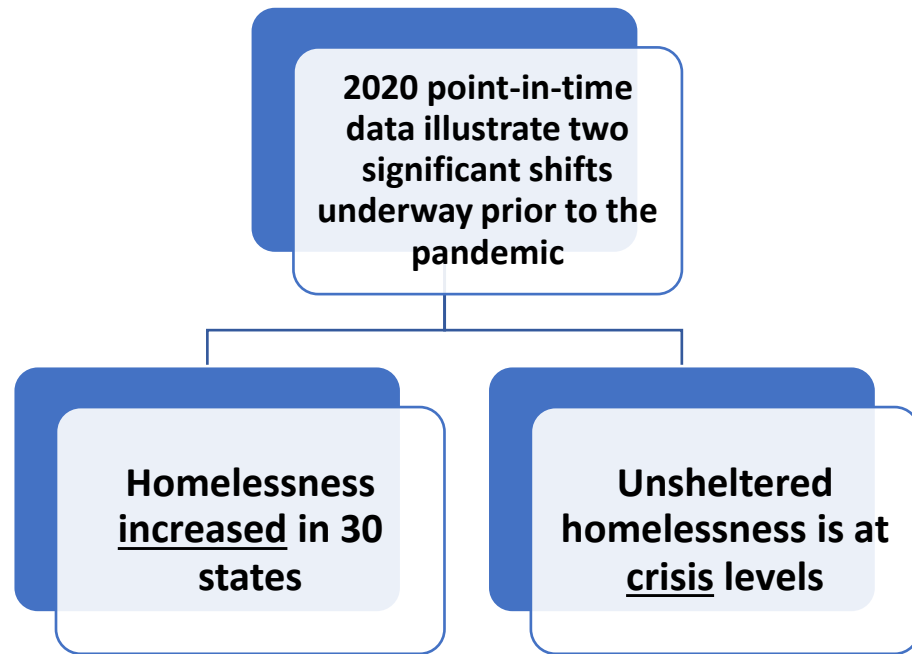 2020 point-in-time
data illustrate two
significant shifts
underway prior to the
pandemic
Homelessness
increased in 30
states
Unsheltered
homelessness is at
crisis levels